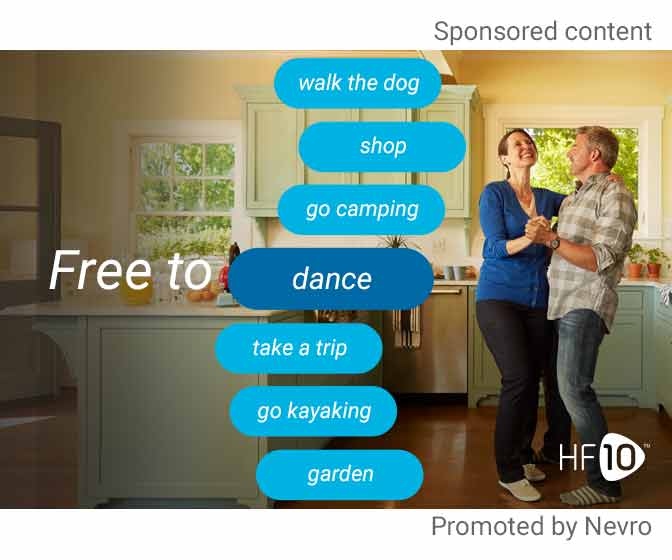 Sponsored content
walk the dog
shop
go camping
Free to dance
take a trip
go kayaking
garden
HF10™
Promoted by Nevro